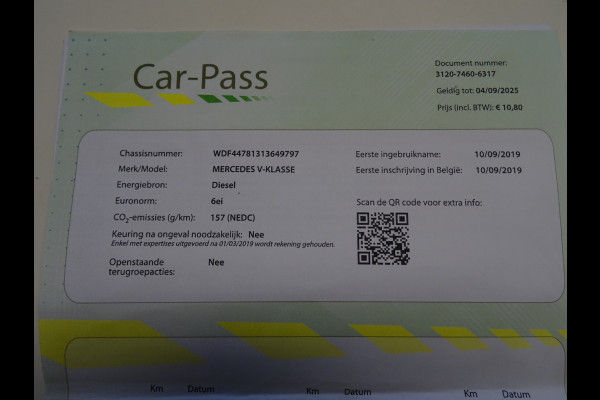 Car-Pass
Document nummer:
3120-7460-6317
Geldig tot: 04/09/2025
Prijs (incl. BTW): € 10,80
Chassisnummer: WDF44781313649797
Merk/Model: MERCEDES V-KLASSE
Energiebron: Diesel
Euronorm: 6ei
CO2-emissies (g/km): 157 (NEDC)
Keuring na ongeval noodzakelijk: Nee
Enkel met expertises uitgevoerd na 01/03/2019 wordt rekening gehouden.
Openstaande terugroepacties: Nee
Eerste ingebruikname: 10/09/2019
Eerste inschrijving in België: 10/09/2019
Scan de QR code voor extra info:
Km Datum Km Datum Km Datum